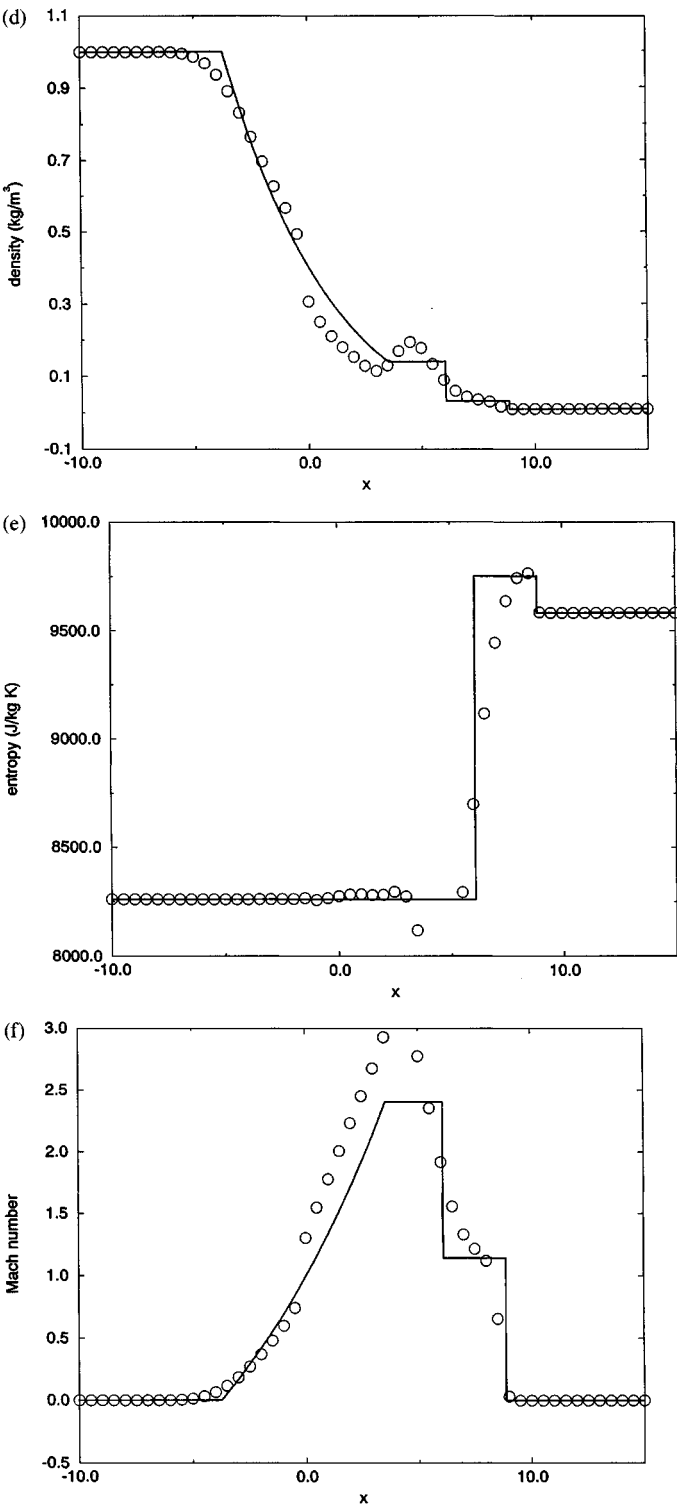 (d)
1.1
0.9
0.7
0.5
0.3
0.1
-0.1
density (kg/m³)
-10.0 0.0 10.0
x
(e)
10000.0
9500.0
9000.0
8500.0
8000.0
entropy (J/kg K)
-10.0 0.0 10.0
x
(f)
3.0
2.5
2.0
1.5
1.0
0.5
0.0
-0.5
Mach number
-10.0 0.0 10.0
x